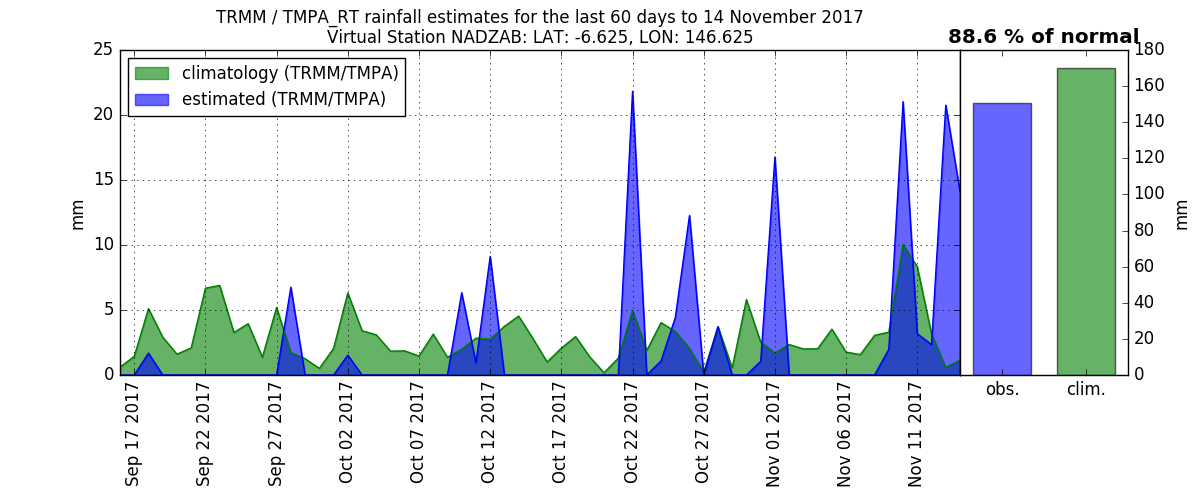 TRMM / TMPA_RT rainfall estimates for the last 60 days to 14 November 2017
Virtual Station NADZAB: LAT: -6.625, LON: 146.625
88.6 % of normal
climatology (TRMM/TMPA)
estimated (TRMM/TMPA)
25
20
15
10
5
0
mm
180
160
140
120
100
80
60
40
20
0
mm
obs.
clim.
Sep 17 2017
Sep 22 2017
Sep 27 2017
Oct 02 2017
Oct 07 2017
Oct 12 2017
Oct 17 2017
Oct 22 2017
Oct 27 2017
Nov 01 2017
Nov 06 2017
Nov 11 2017